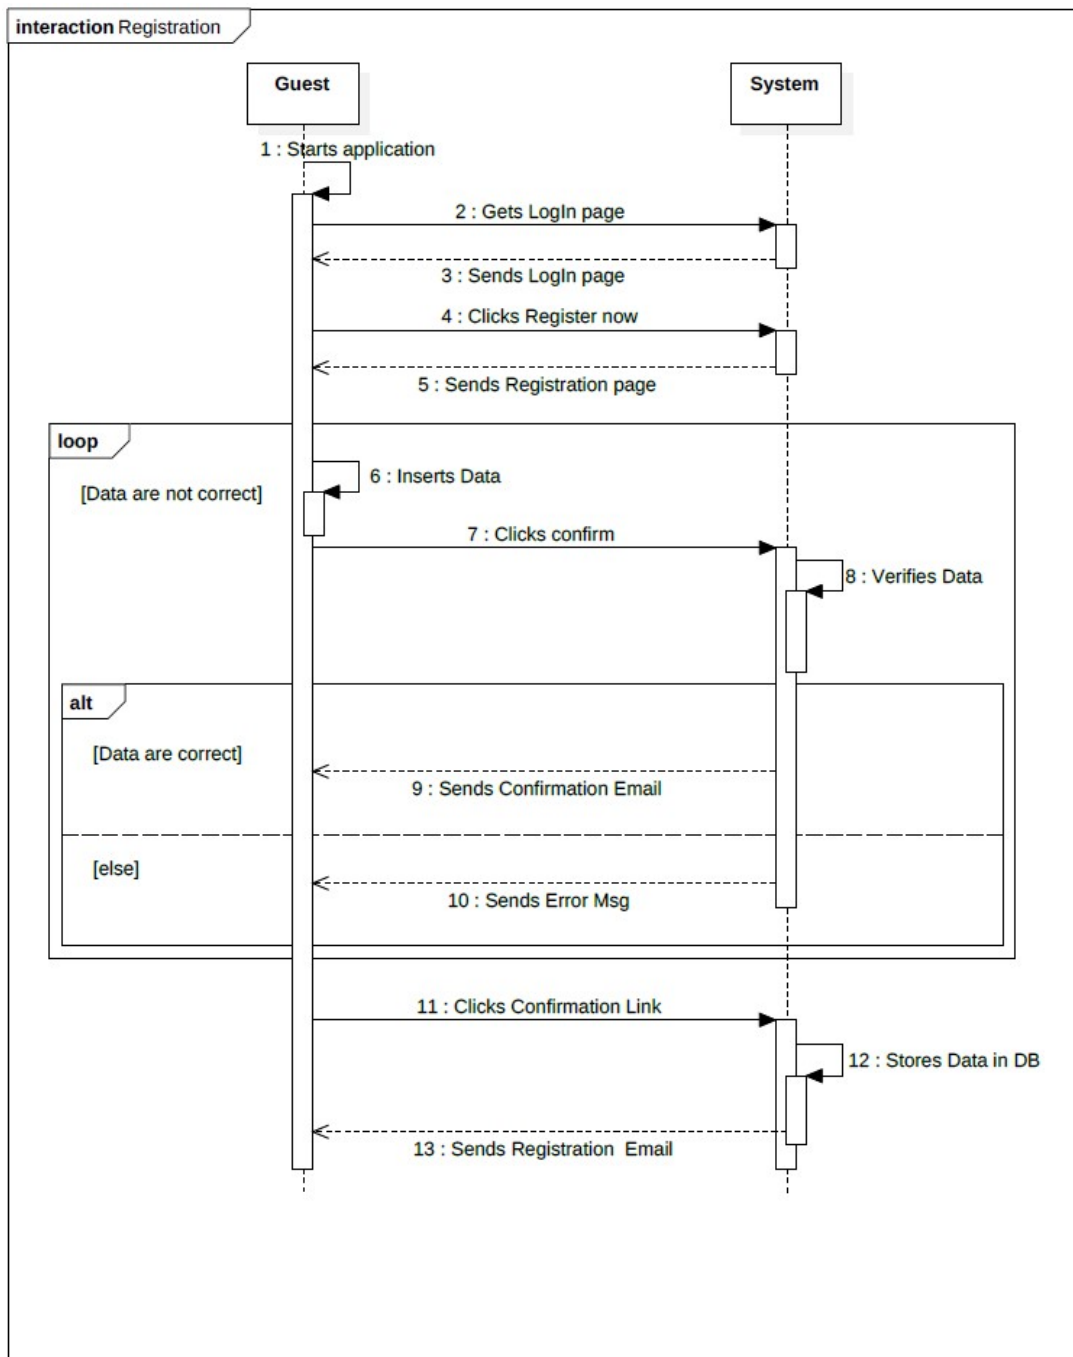 interaction Registration
Guest
System
1 : Starts application
2 : Gets LogIn page
3 : Sends LogIn page
4 : Clicks Register now
5 : Sends Registration page
loop
6 : Inserts Data
[Data are not correct]
7 : Clicks confirm
8 : Verifies Data
alt
[Data are correct]
9 : Sends Confirmation Email
[else]
10 : Sends Error Msg
11 : Clicks Confirmation Link
12 : Stores Data in DB
13 : Sends Registration  Email